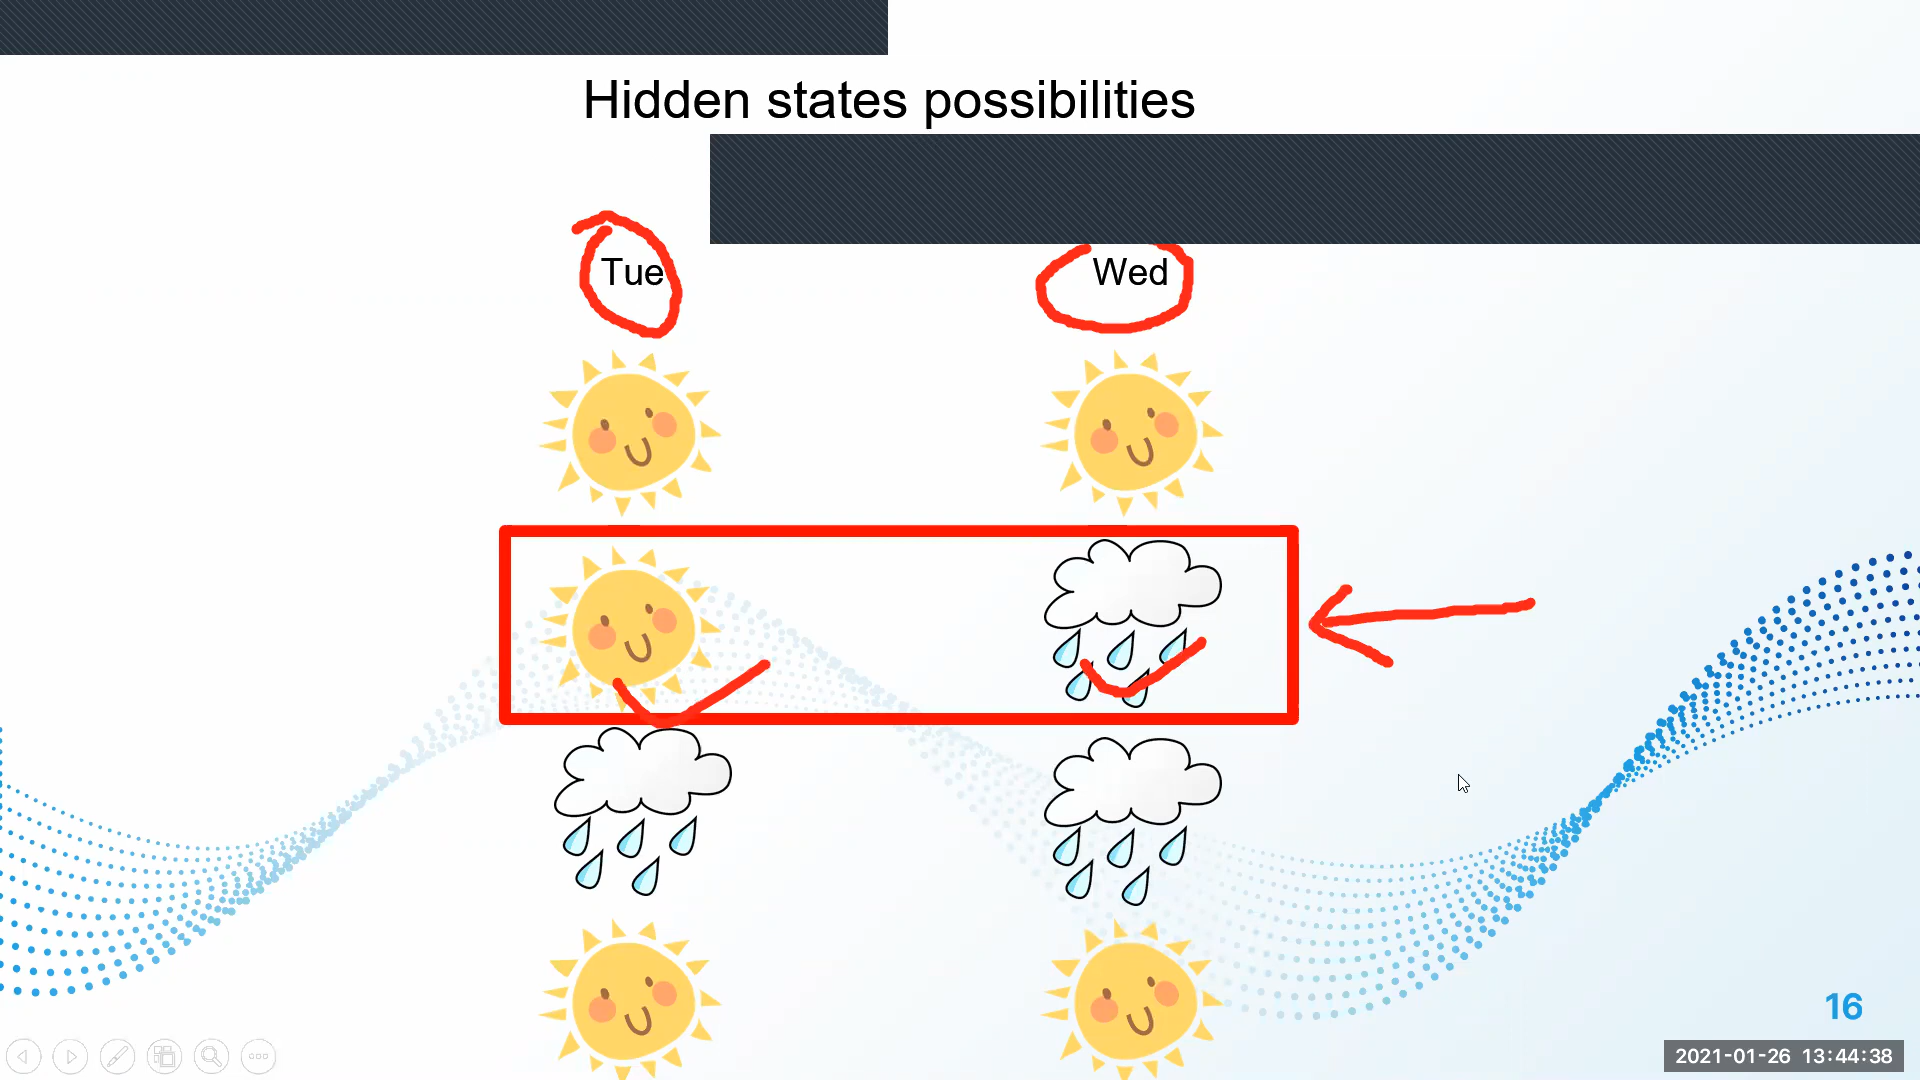 Hidden states possibilities
Tue
Wed
16
2021-01-26 13:44:38